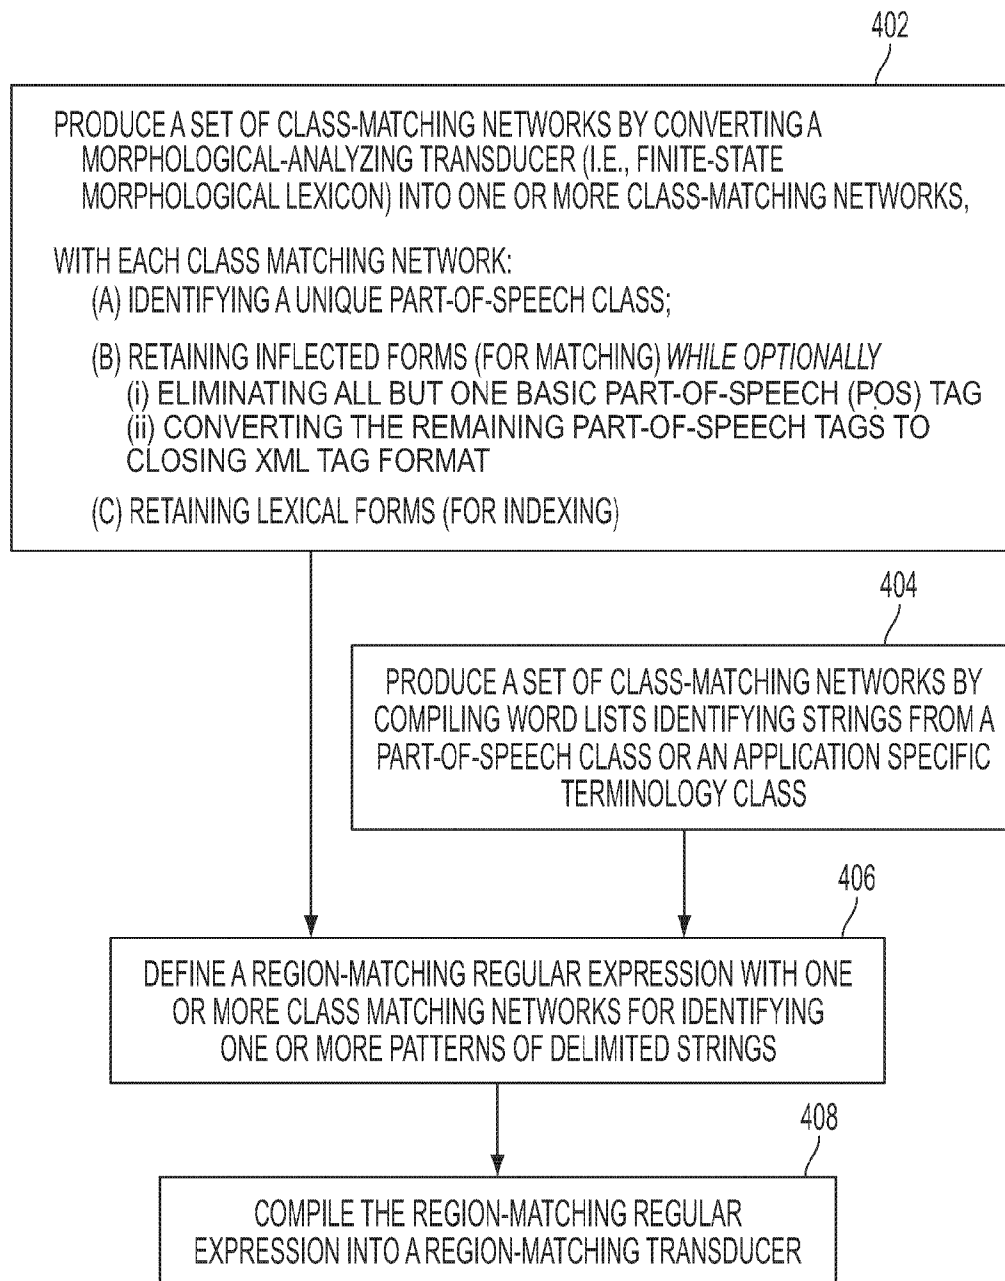 402
PRODUCE A SET OF CLASS-MATCHING NETWORKS BY CONVERTING A
MORPHOLOGICAL-ANALYZING TRANSDUCER (I.E., FINITE-STATE
MORPHOLOGICAL LEXICON) INTO ONE OR MORE CLASS-MATCHING NETWORKS,
WITH EACH CLASS MATCHING NETWORK:
(A) IDENTIFYING A UNIQUE PART-OF-SPEECH CLASS;
(B) RETAINING INFLECTED FORMS (FOR MATCHING) WHILE OPTIONALLY
(i) ELIMINATING ALL BUT ONE BASIC PART-OF-SPEECH (POS) TAG
(ii) CONVERTING THE REMAINING PART-OF-SPEECH TAGS TO
CLOSING XML TAG FORMAT
(C) RETAINING LEXICAL FORMS (FOR INDEXING)
404
PRODUCE A SET OF CLASS-MATCHING NETWORKS BY
COMPILING WORD LISTS IDENTIFYING STRINGS FROM A
PART-OF-SPEECH CLASS OR AN APPLICATION SPECIFIC
TERMINOLOGY CLASS
406
DEFINE A REGION-MATCHING REGULAR EXPRESSION WITH ONE
OR MORE CLASS MATCHING NETWORKS FOR IDENTIFYING
ONE OR MORE PATTERNS OF DELIMITED STRINGS
408
COMPILE THE REGION-MATCHING REGULAR
EXPRESSION INTO A REGION-MATCHING TRANSDUCER